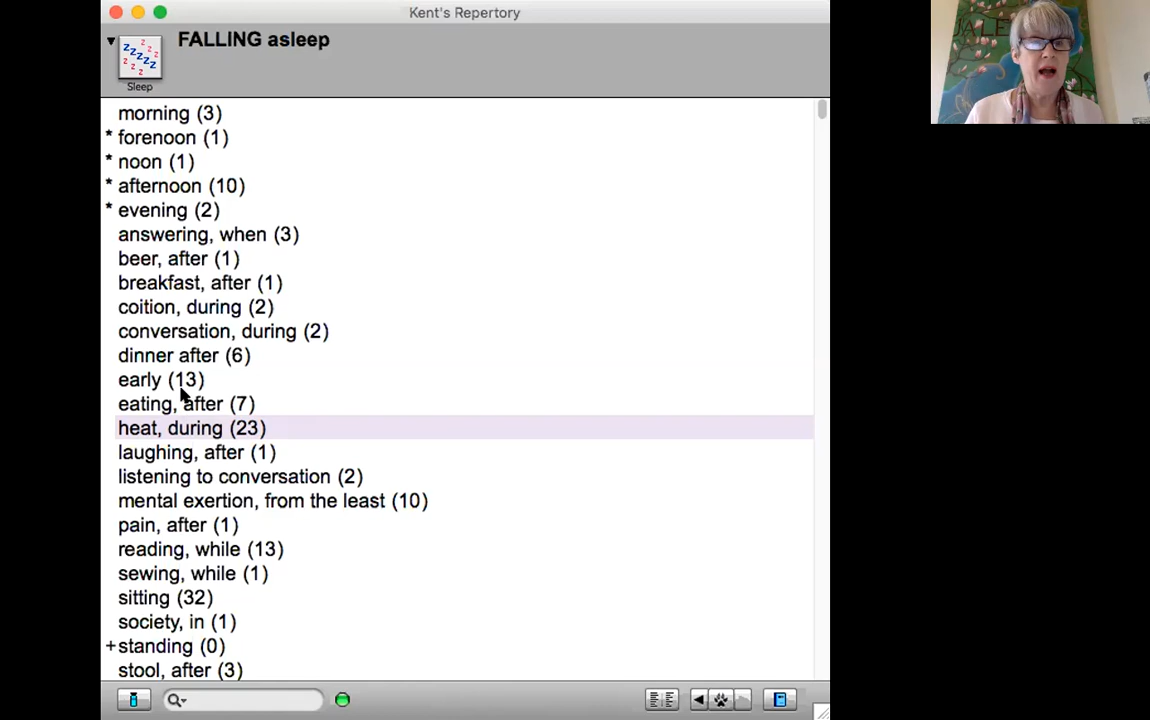 Kent's Repertory
FALLING asleep
Sleep
morning (3)
* forenoon (1)
* noon (1)
* afternoon (10)
* evening (2)
answering, when (3)
beer, after (1)
breakfast, after (1)
coition, during (2)
conversation, during (2)
dinner after (6)
early (13)
eating, after (7)
heat, during (23)
laughing, after (1)
listening to conversation (2)
mental exertion, from the least (10)
pain, after (1)
reading, while (13)
sewing, while (1)
sitting (32)
society, in (1)
+standing (0)
stool, after (3)